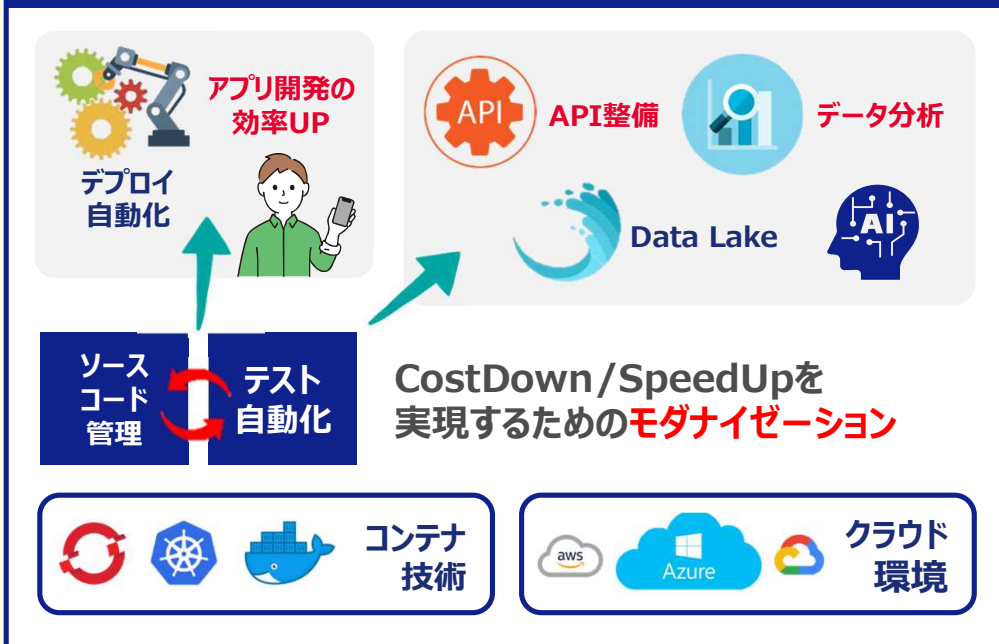 アプリ開発の
効率UP
デプロイ
自動化
API
API整備
データ分析
Data Lake
AI
ソース
コード
管理
テスト
自動化
CostDown/SpeedUpを
実現するためのモダナイゼーション
コンテナ
技術
aws
Azure
クラウド
環境